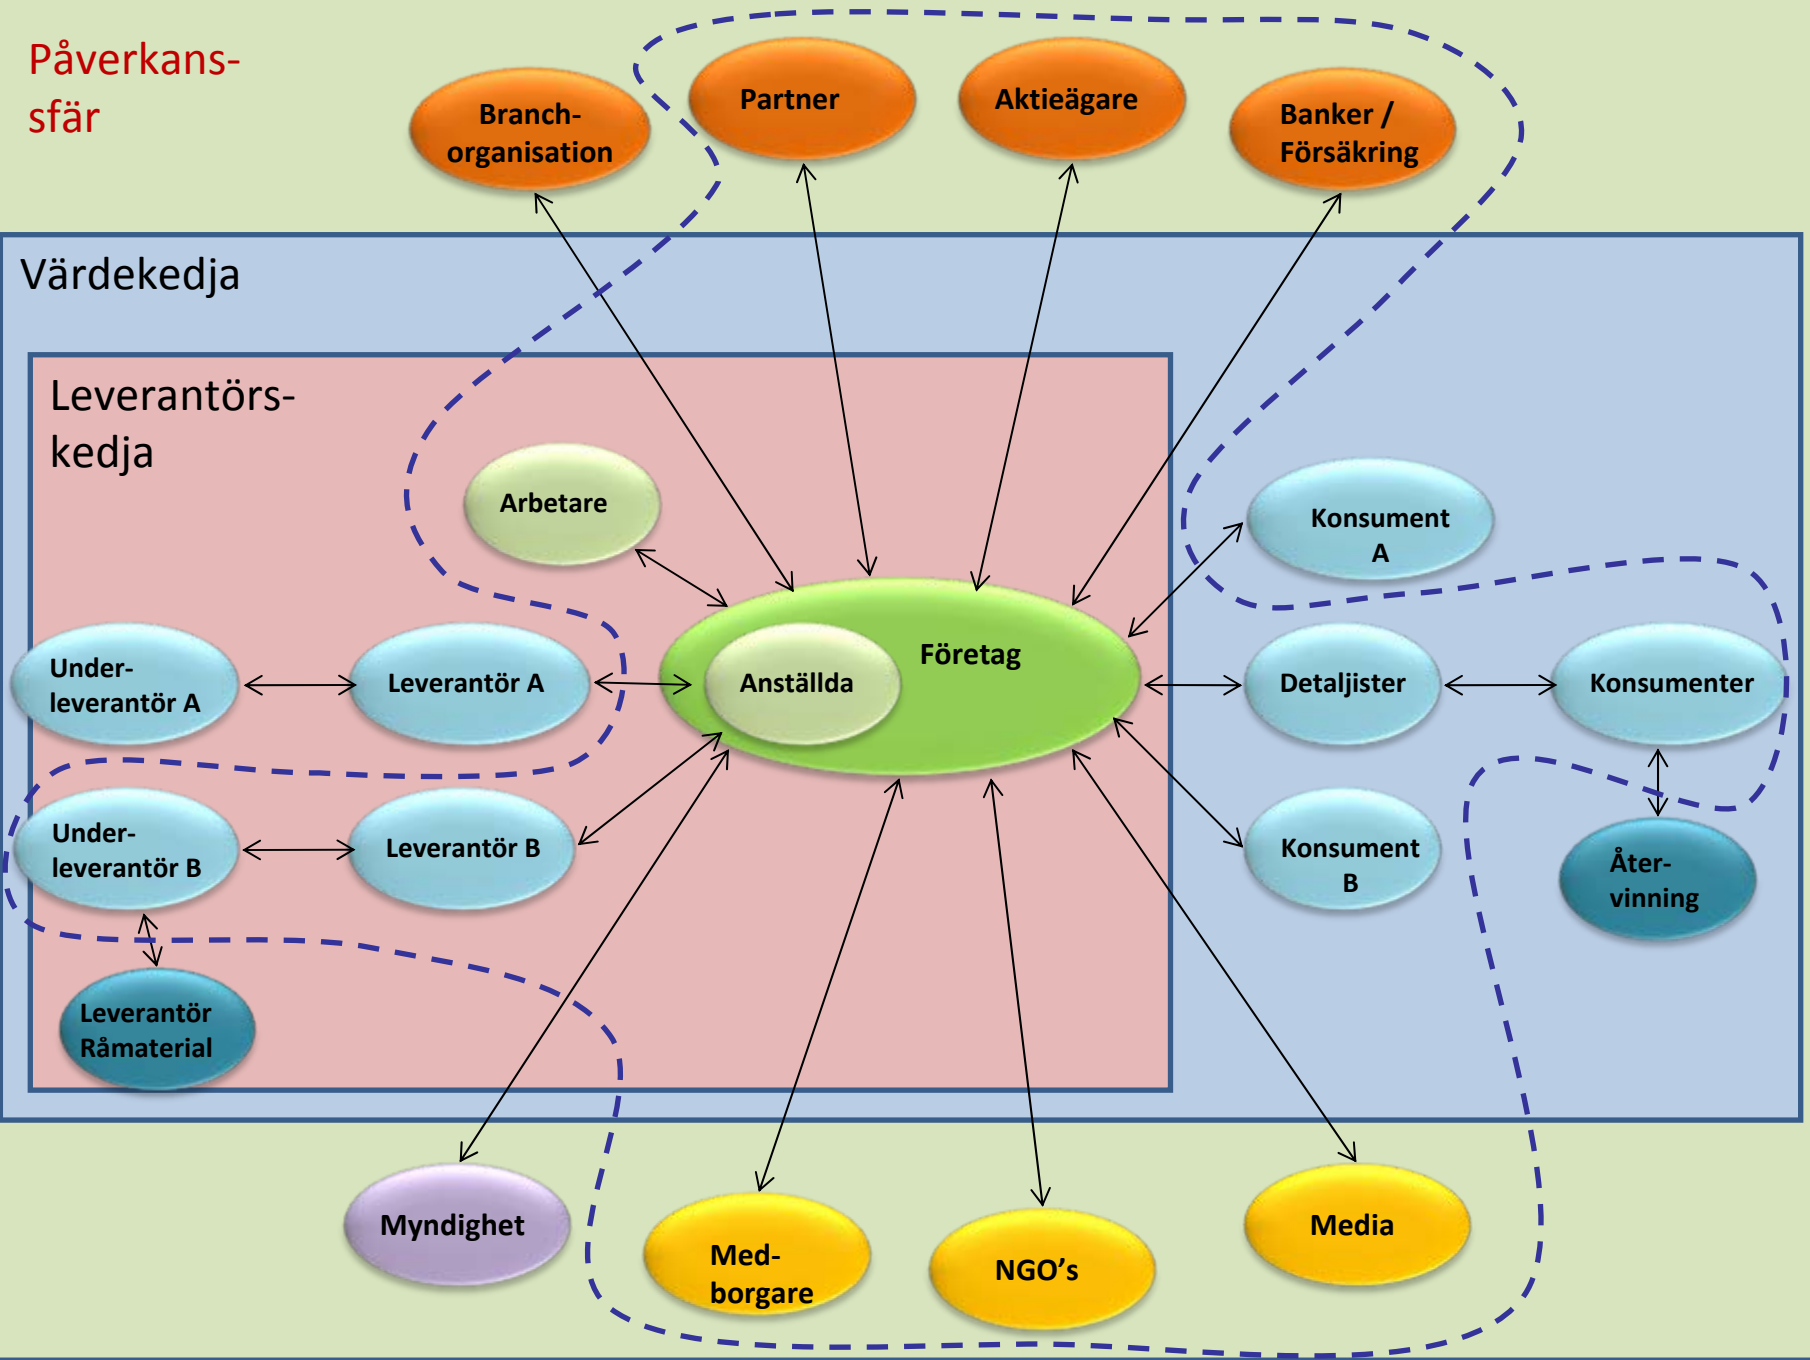 Påverkans-
sfär
Branch-
organisation
Partner
Aktieägare
Banker /
Försäkring
Värdekedja
Leverantörs-
kedja
Arbetare
Konsument
A
Företag
Anställda
Under-
leverantör A
Leverantör A
Detaljister
Konsumenter
Under-
leverantör B
Leverantör B
Konsument
B
Åter-
vinning
Leverantör
Råmaterial
Myndighet
Med-
borgare
NGO’s
Media